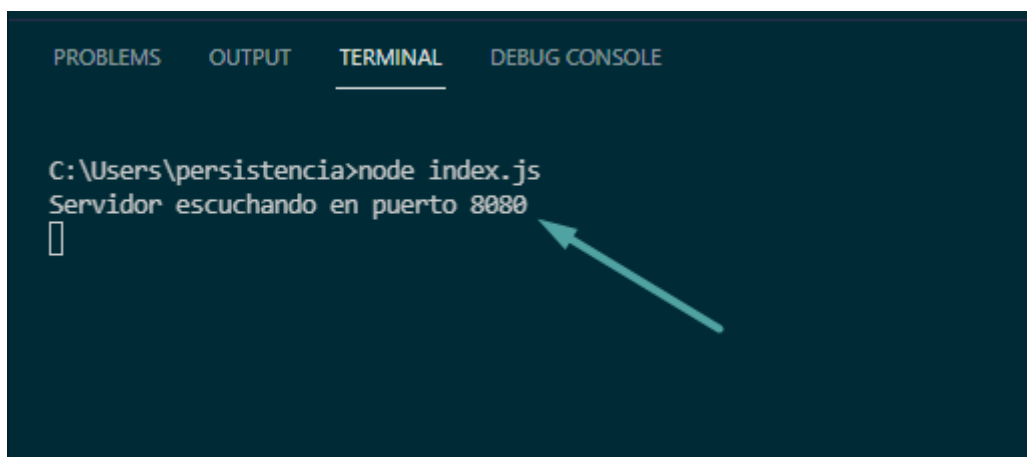 PROBLEMS OUTPUT TERMINAL DEBUG CONSOLE
C:\Users\persistencia>node index.js
Servidor escuchando en puerto 8080